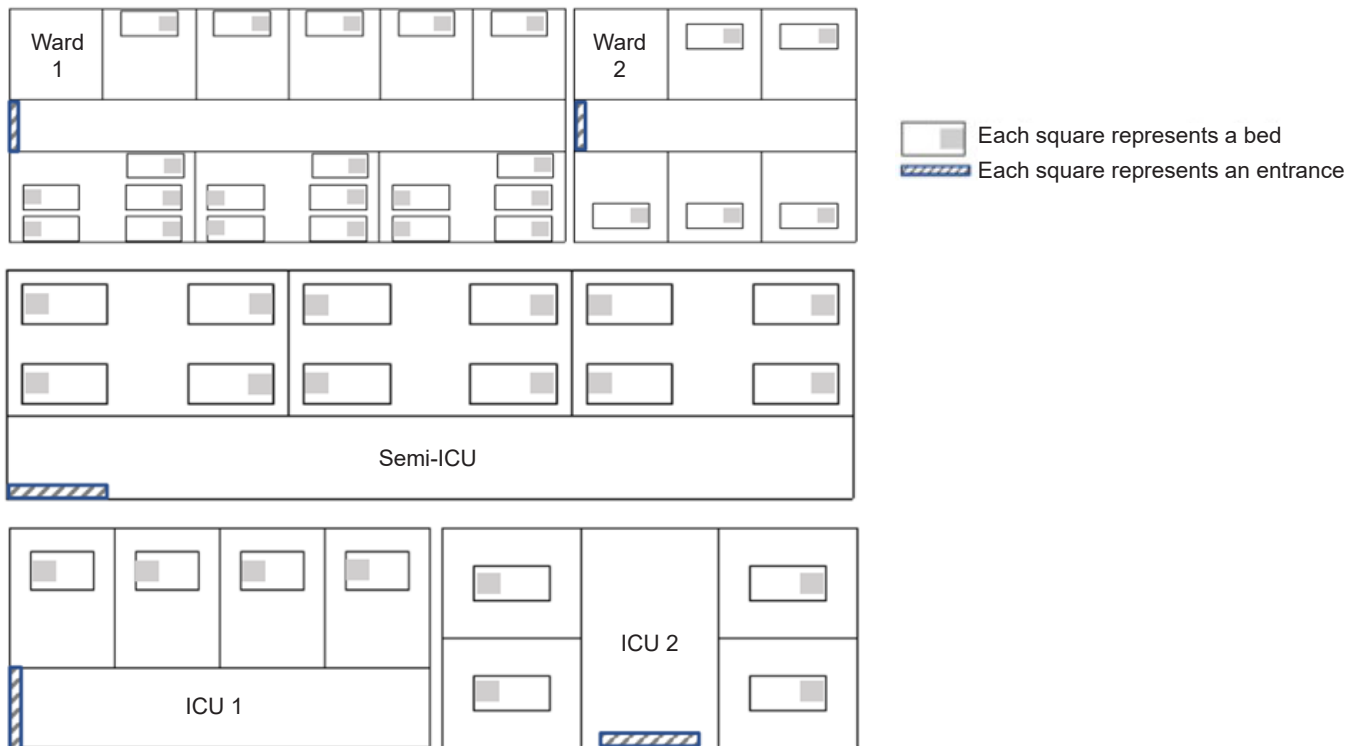 Ward
1
Ward
2
Each square represents a bed
Each square represents an entrance
Semi-ICU
ICU 1
ICU 2